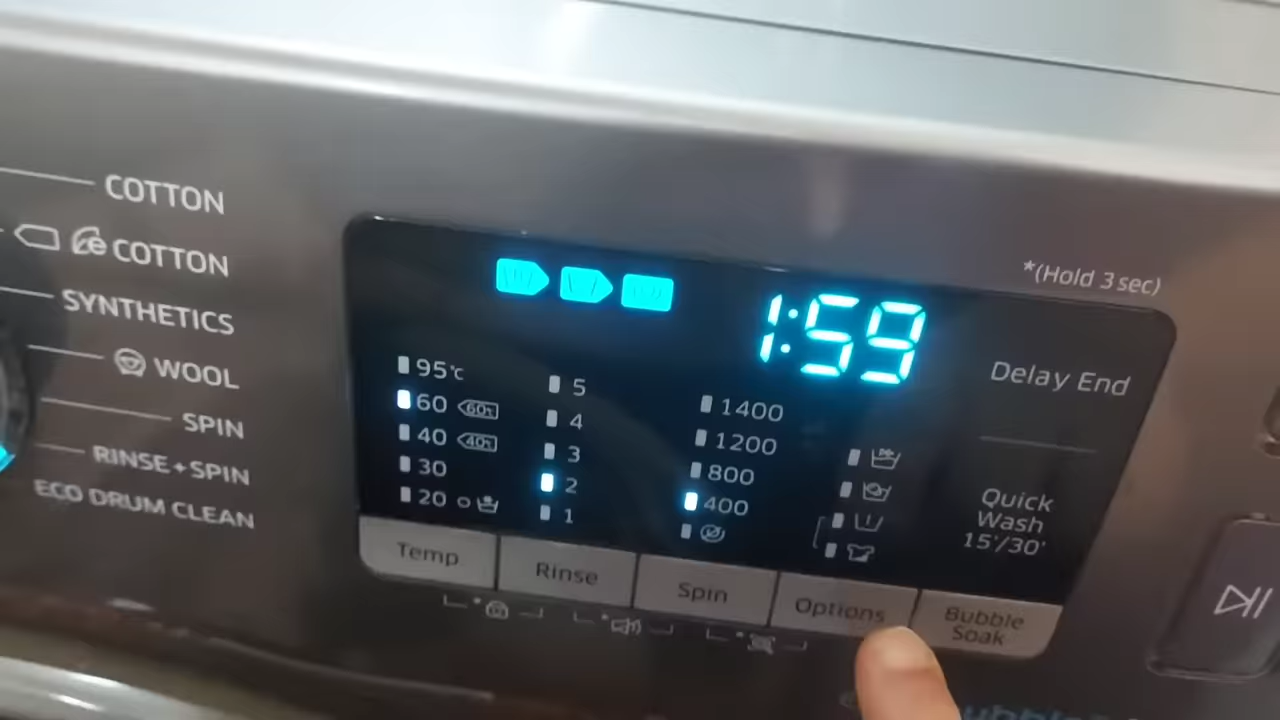 COTTON
COTTON
SYNTHETICS
WOOL
SPIN
RINSE+SPIN
ECO DRUM CLEAN
1:59
*(Hold 3 sec)
Delay End
Quick
Wash
15'/30'
95℃
60 60℃
40 40℃
30
20
5
4
3
2
1
1400
1200
800
400
Temp
Rinse
Spin
Options
Bubble
Soak